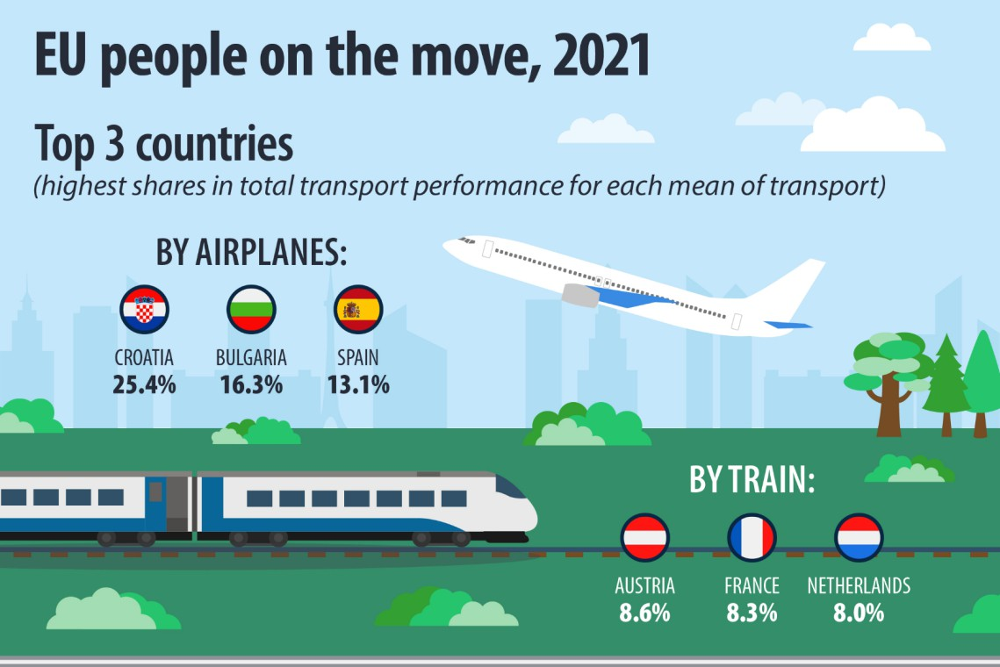 EU people on the move, 2021
Top 3 countries
(highest shares in total transport performance for each mean of transport)
BY AIRPLANES:
CROATIA
25.4%
BULGARIA
16.3%
SPAIN
13.1%
BY TRAIN:
AUSTRIA
8.6%
FRANCE
8.3%
NETHERLANDS
8.0%